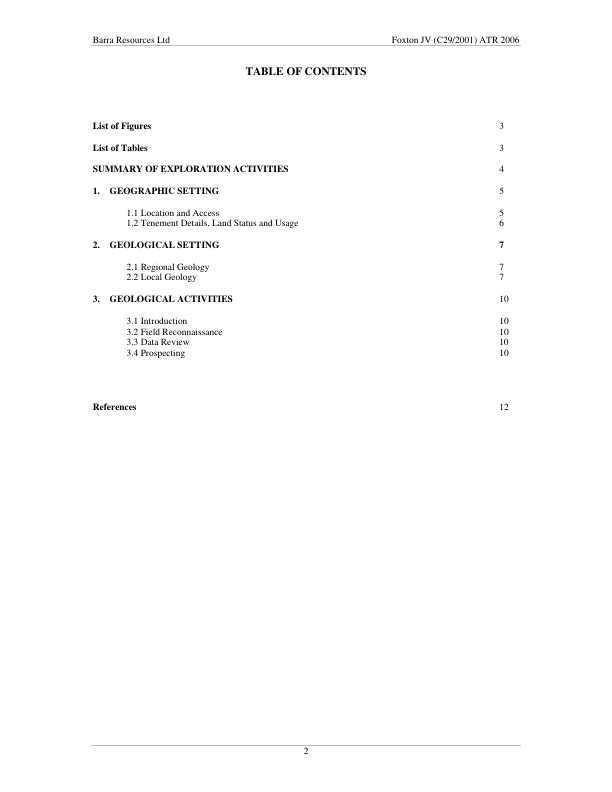 Barra Resources Ltd Foxton JV (C29/2001) ATR 2006
TABLE OF CONTENTS
List of Figures 3
List of Tables 3
SUMMARY OF EXPLORATION ACTIVITIES 4
1. GEOGRAPHIC SETTING 5
1.1 Location and Access 5
1.2 Tenement Details, Land Status and Usage 6
2. GEOLOGICAL SETTING 7
2.1 Regional Geology 7
2.2 Local Geology 7
3. GEOLOGICAL ACTIVITIES 10
3.1 Introduction 10
3.2 Field Reconnaissance 10
3.3 Data Review 10
3.4 Prospecting 10
References 12
2